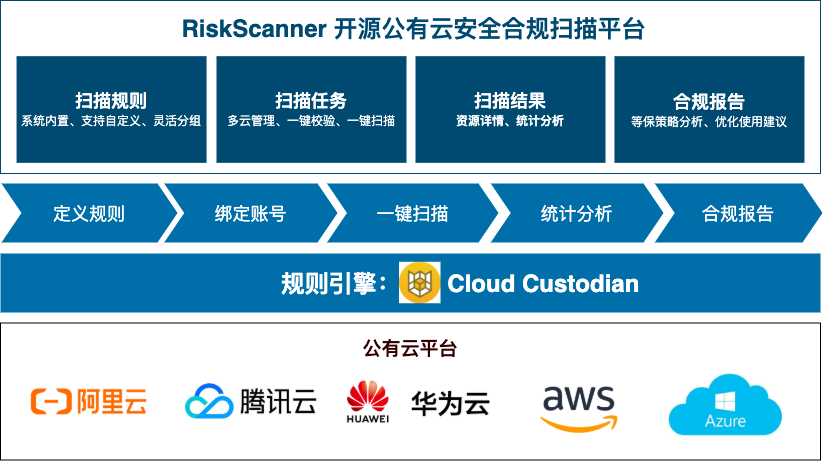 RiskScanner 开源公有云安全合规扫描平台
扫描规则
系统内置、支持自定义、灵活分组
扫描任务
多云管理、一键校验、一键扫描
扫描结果
资源详情、统计分析
合规报告
等保策略分析、优化使用建议
定义规则
绑定账号
一键扫描
统计分析
合规报告
规则引擎： Cloud Custodian
公有云平台
阿里云
腾讯云
HUAWEI
华为云
aws
Azure